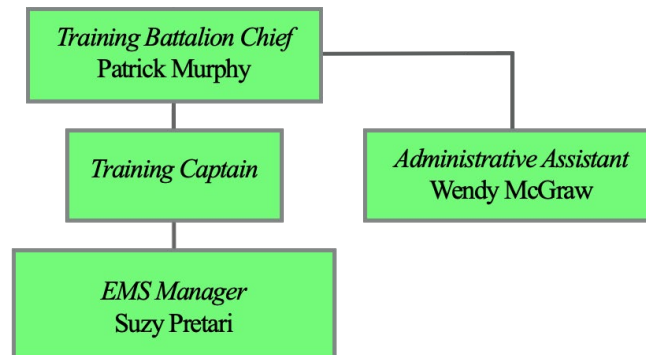 Training Battalion Chief
Patrick Murphy
Training Captain
Administrative Assistant
Wendy McGraw
EMS Manager
Suzy Pretari